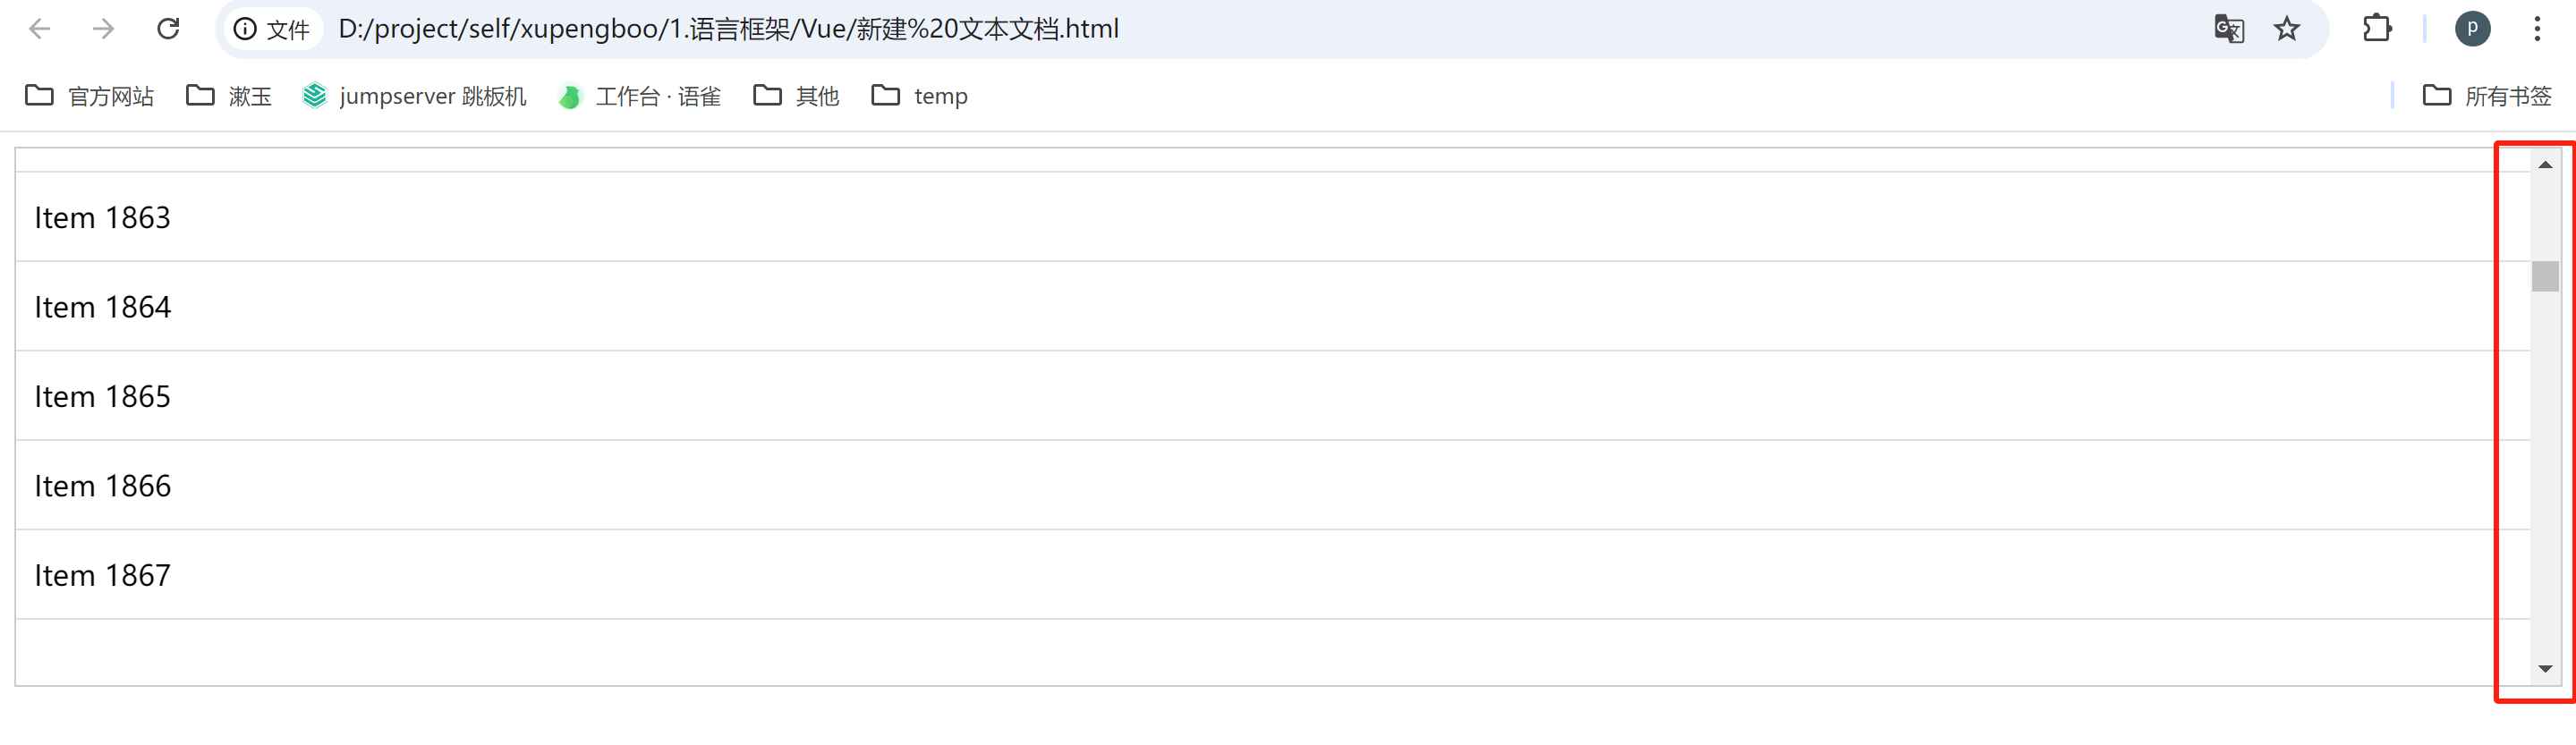 文件 D:/project/self/xupengboo/1.语言框架/Vue/新建%20文本文档.html p
官方网站 漱玉 jumpserver 跳板机 工作台 · 语雀 其他 temp 所有书签
Item 1863
Item 1864
Item 1865
Item 1866
Item 1867